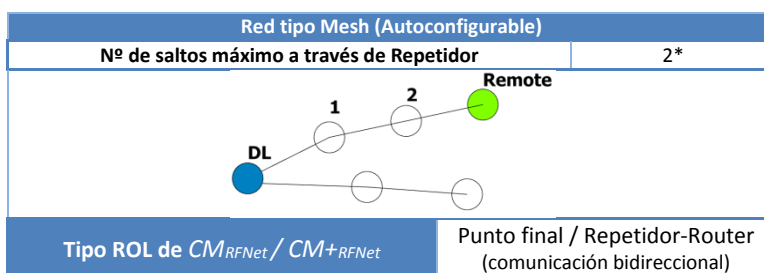 Red tipo Mesh (Autoconfigurable)
Nº de saltos máximo a través de Repetidor 2*
Remote
2
1
DL
Tipo ROL de CMRFNet / CM+RFNet
Punto final / Repetidor-Router
(comunicación bidireccional)